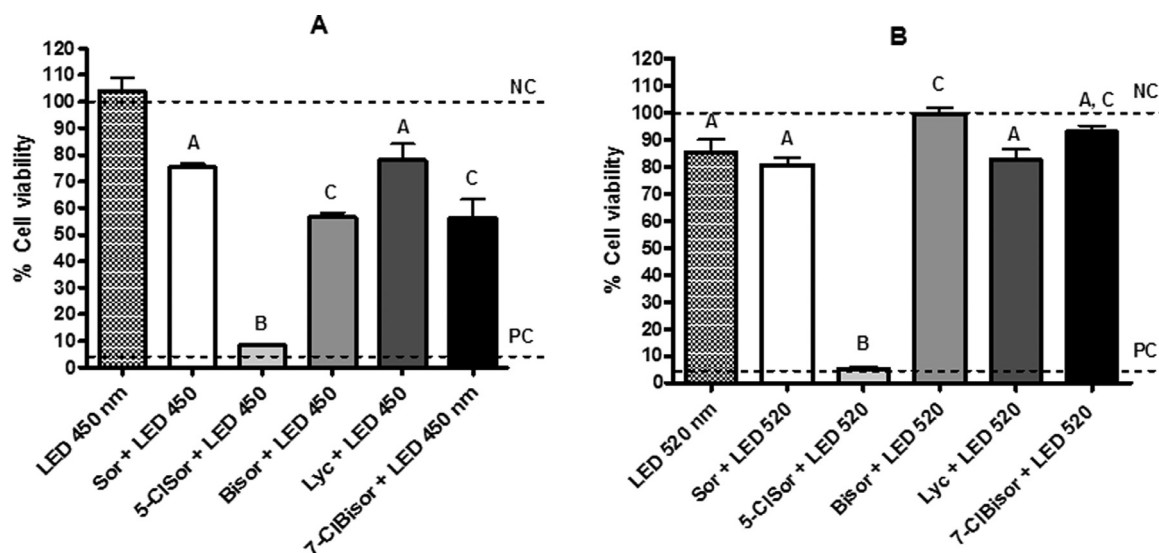 A
120
110
100
90
80
70
60
50
40
30
20
10
0
% Cell viability
NC
PC
A
B
C
A
C
LED 450 nm
Sor + LED 450
5-ClSor + LED 450
Bisor + LED 450
Lyc + LED 450
7-ClBisor + LED 450 nm
B
120
110
100
90
80
70
60
50
40
30
20
10
0
% Cell viability
NC
PC
A
A
B
C
A
A, C
LED 520 nm
Sor + LED 520
5-ClSor + LED 520
Bisor + LED 520
Lyc + LED 520
7-ClBisor + LED 520